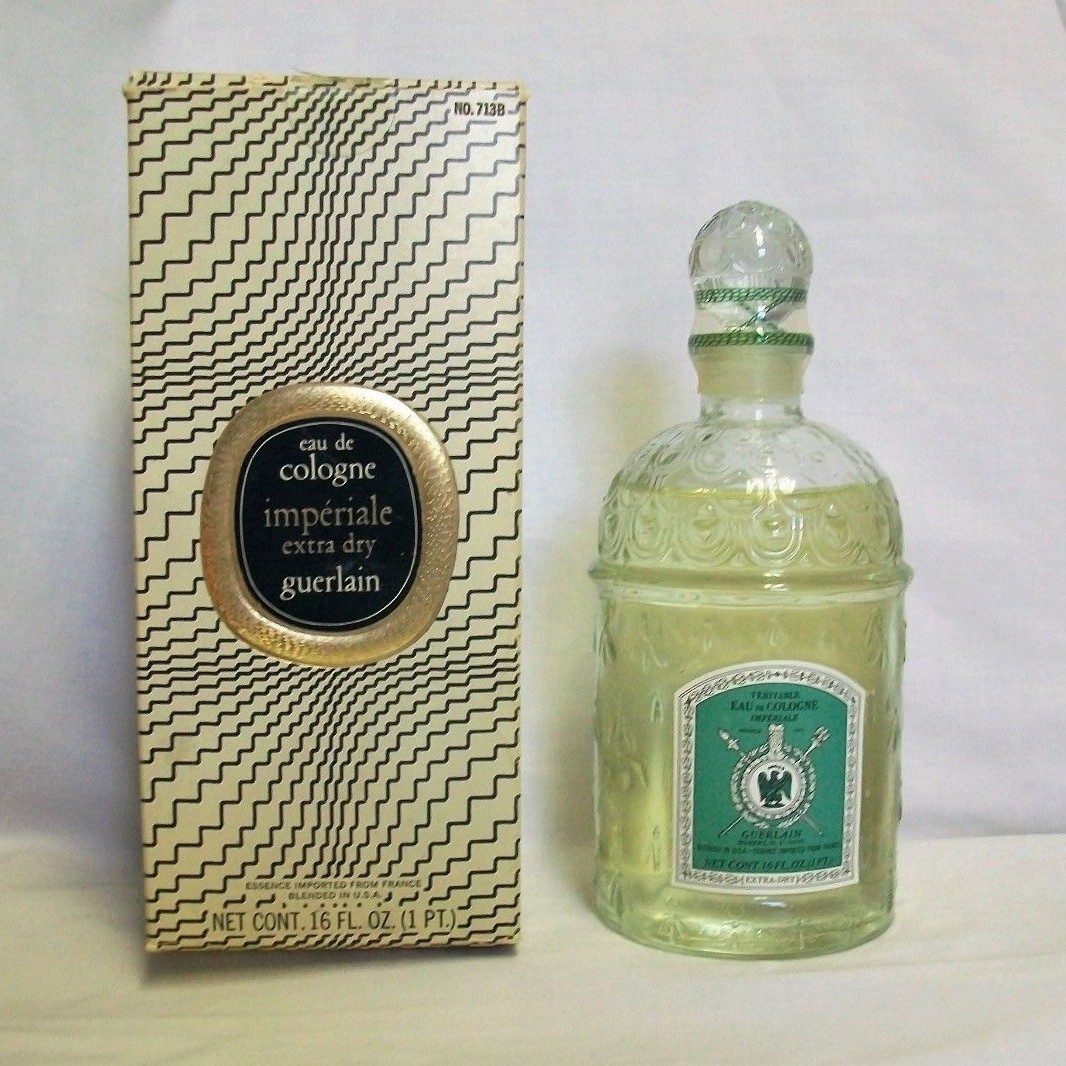 NO. 713B
eau de
cologne
impériale
extra dry
guerlain
ESSENCE IMPORTED FROM FRANCE
BLENDED IN U.S.A.
NET CONT. 16 FL. OZ. (1 PT.)
VERITABLE
EAU DE COLOGNE
IMPERIALE
GUERLAIN
NET CONT 16 FL. OZ. (1 PT.)
EXTRA-DRY